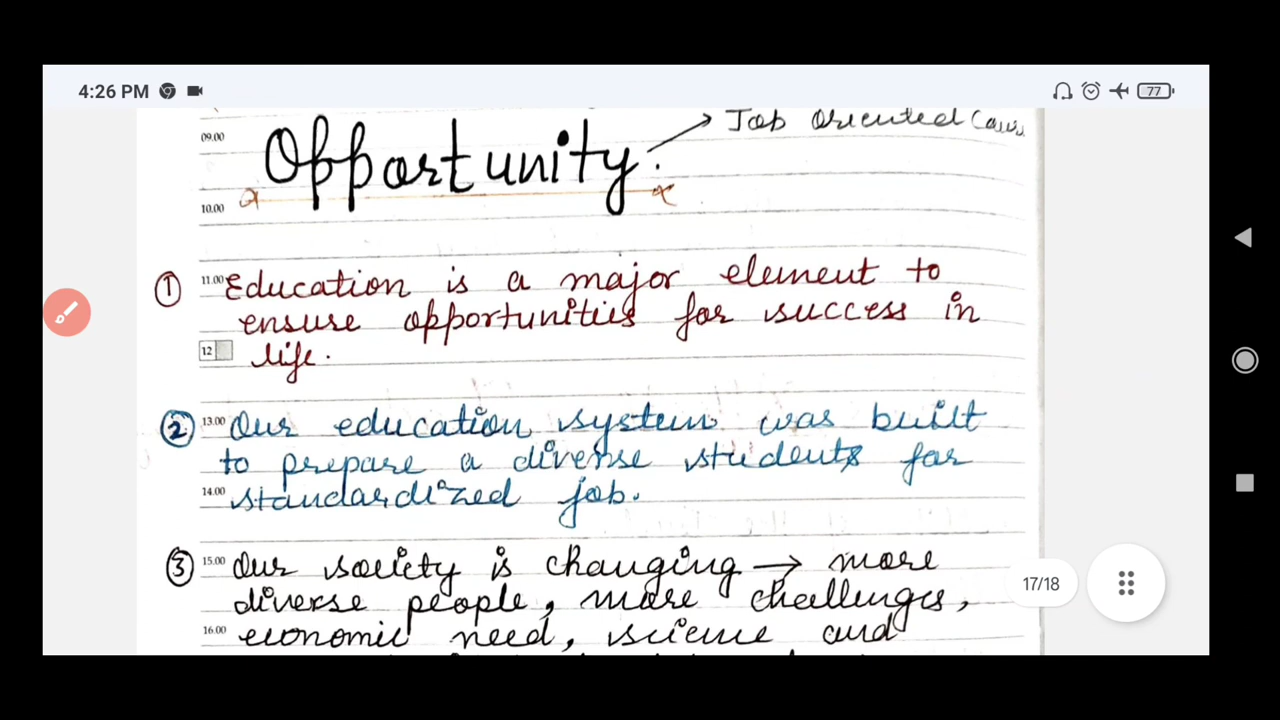 4:26 PM
77
09.00
Job oriented
Opportunity.
10.00
① 11.00 Education is a major element to
ensure opportunities for success in
12 life.
② 13.00 Our education system was built
to prepare a diverse students for
14.00 standardized job.
③ 15.00 Our society is changing → more
diverse people, more challenges,
17/18
16.00 economic need, science and